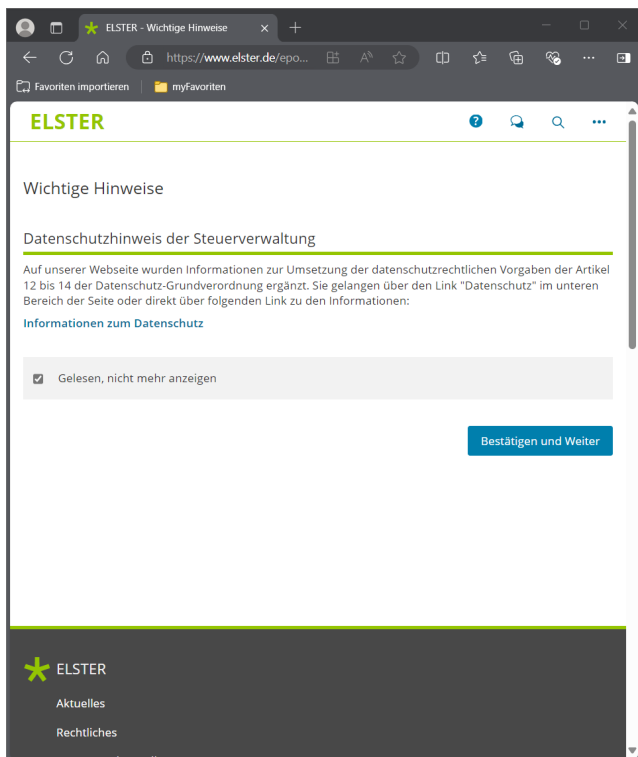 ELSTER - Wichtige Hinweise
https://www.elster.de/epo...
Favoriten importieren
myFavoriten
ELSTER
Wichtige Hinweise
Datenschutzhinweis der Steuerverwaltung
Auf unserer Webseite wurden Informationen zur Umsetzung der datenschutzrechtlichen Vorgaben der Artikel
12 bis 14 der Datenschutz-Grundverordnung ergänzt. Sie gelangen über den Link "Datenschutz" im unteren
Bereich der Seite oder direkt über folgenden Link zu den Informationen:
Informationen zum Datenschutz
Gelesen, nicht mehr anzeigen
Bestätigen und Weiter
ELSTER
Aktuelles
Rechtliches